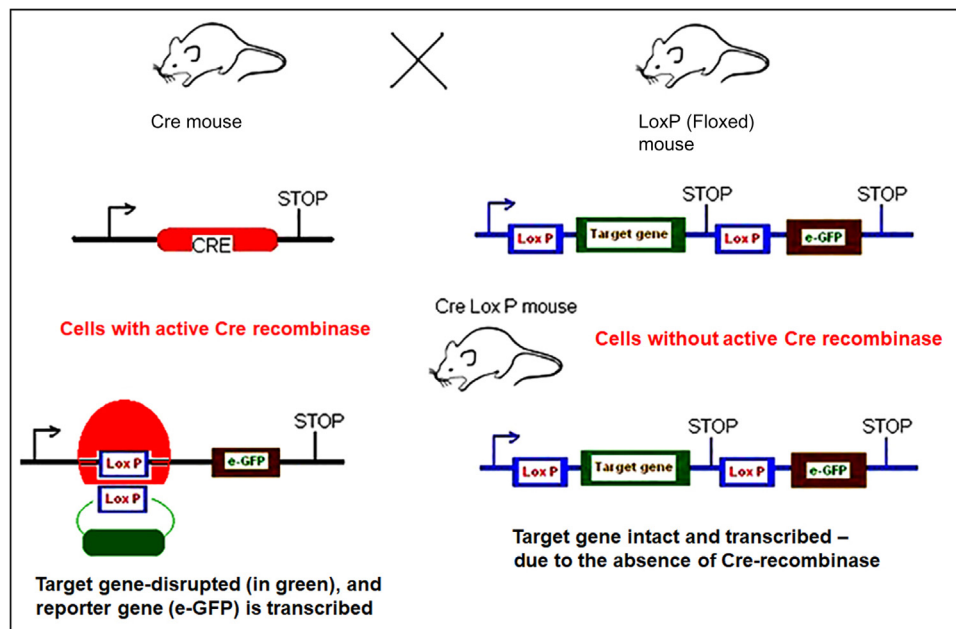 Cre mouse
LoxP (Floxed)
mouse
STOP
CRE
STOP
STOP
Lox P
Target gene
Lox P
e-GFP
Cre Lox P mouse
Cells with active Cre recombinase
Cells without active Cre recombinase
STOP
Lox P
e-GFP
Lox P
STOP
STOP
Lox P
Target gene
Lox P
e-GFP
Target gene intact and transcribed –
due to the absence of Cre-recombinase
Target gene-disrupted (in green), and
reporter gene (e-GFP) is transcribed